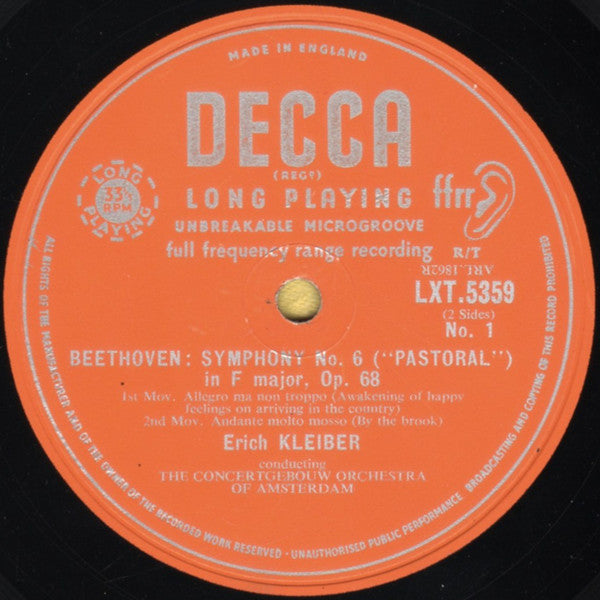 MADE IN ENGLAND
DECCA
(REGD)
LONG PLAYING
33⅓
RPM
LONG PLAYING
ffrr
UNBREAKABLE MICROGROOVE
full frequency range recording R/T
ARL.1862R
LXT.5359
(2 Sides)
No. 1
BEETHOVEN: SYMPHONY No. 6 ("PASTORAL")
in F major, Op. 68
1st Mov. Allegro ma non troppo (Awakening of happy
feelings on arriving in the country)
2nd Mov. Andante molto mosso (By the brook)
Erich KLEIBER
conducting
THE CONCERTGEBOUW ORCHESTRA
OF AMSTERDAM
ALL RIGHTS OF THE MANUFACTURER AND OF THE OWNER OF THE RECORDED WORK RESERVED - UNAUTHORISED PUBLIC PERFORMANCE BROADCASTING AND COPYING OF THIS RECORD PROHIBITED